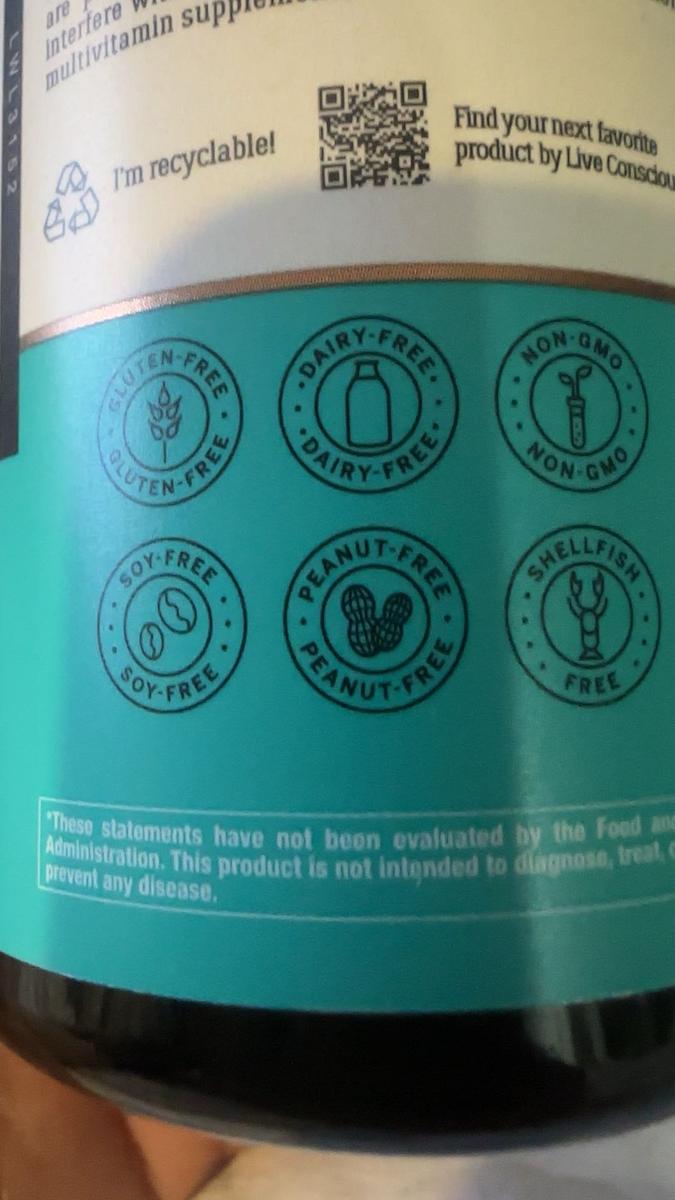 are
interfere
multivitamin
LWL3152
I'm recyclable!
Find your next favorite
product by Live
GLUTEN-FREE
GLUTEN-FREE
DAIRY-FREE
DAIRY-FREE
NON-GMO
NON-GMO
SOY-FREE
SOY-FREE
PEANUT-FREE
PEANUT-FREE
SHELLFISH
FREE
*These statements have not been evaluated by the Food
Administration. This product is not intended to diagnose, treat,
prevent any disease.